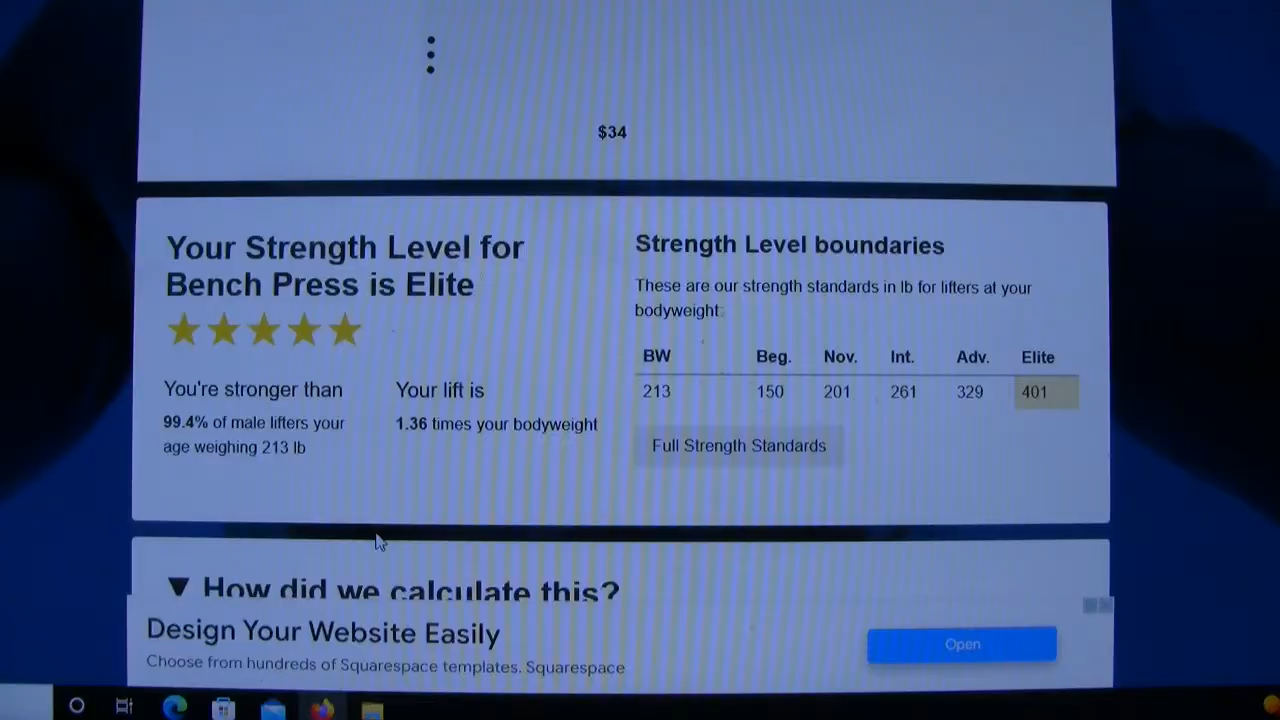 $34
Your Strength Level for
Bench Press is Elite
You're stronger than
99.4% of male lifters your
age weighing 213 lb
Your lift is
1.36 times your bodyweight
Strength Level boundaries
These are our strength standards in lb for lifters at your
bodyweight:
BW Beg. Nov. Int. Adv. Elite
213 150 201 261 329 401
Full Strength Standards
▼ How did we calculate this?
Design Your Website Easily
Choose from hundreds of Squarespace templates. Squarespace
Open